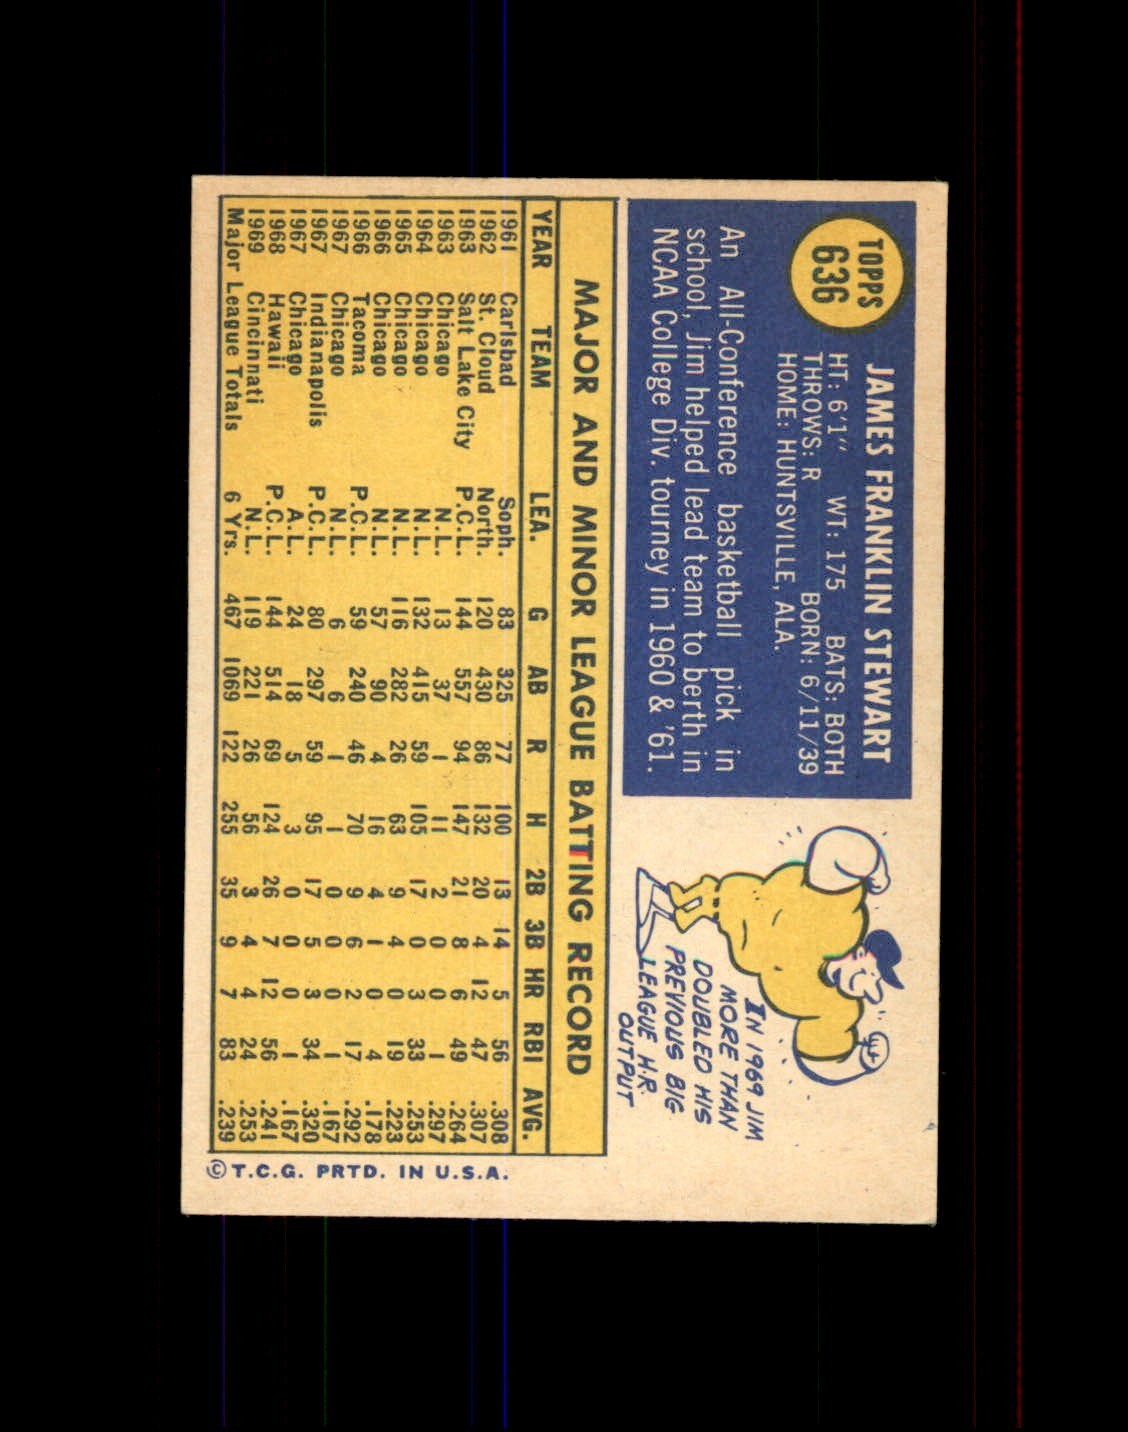 TOPPS
636
JAMES FRANKLIN STEWART
HT: 6'1" WT: 175 BATS: BOTH
THROWS: R BORN: 6/11/39
HOME: HUNTSVILLE, ALA.
An All-Conference basketball pick in
school, Jim helped lead team to berth in
NCAA College Div. tourney in 1960 & '61.
IN 1969 JIM
MORE THAN
DOUBLED HIS
PREVIOUS BIG
LEAGUE H.R.
OUTPUT
MAJOR AND MINOR LEAGUE BATTING RECORD
YEAR TEAM LEA. G AB R H 2B 3B HR RBI AVG.
1961 Carlsbad Soph. 83 325 77 100 13 14 5 56 .308
1962 St. Cloud North. 120 430 86 132 20 4 12 47 .307
1963 Salt Lake City P.C.L. 144 557 94 147 21 8 6 49 .264
1963 Chicago N.L. 13 37 1 11 2 0 0 1 .297
1964 Chicago N.L. 132 415 59 105 17 0 3 33 .253
1965 Chicago N.L. 116 282 26 63 9 4 0 19 .223
1966 Chicago N.L. 57 90 4 16 4 1 0 4 .178
1966 Tacoma P.C.L. 59 240 46 70 9 6 2 17 .292
1967 Chicago N.L. 6 6 1 1 0 0 0 1 .167
1967 Indianapolis P.C.L. 80 297 59 95 17 5 3 34 .320
1967 Chicago A.L. 24 18 5 3 0 0 0 1 .167
1968 Hawaii P.C.L. 144 514 69 124 26 7 12 56 .241
1969 Cincinnati N.L. 119 221 26 56 3 4 4 24 .253
Major League Totals 6 Yrs. 467 1069 122 255 35 9 7 83 .239
© T.C.G. PRTD. IN U.S.A.